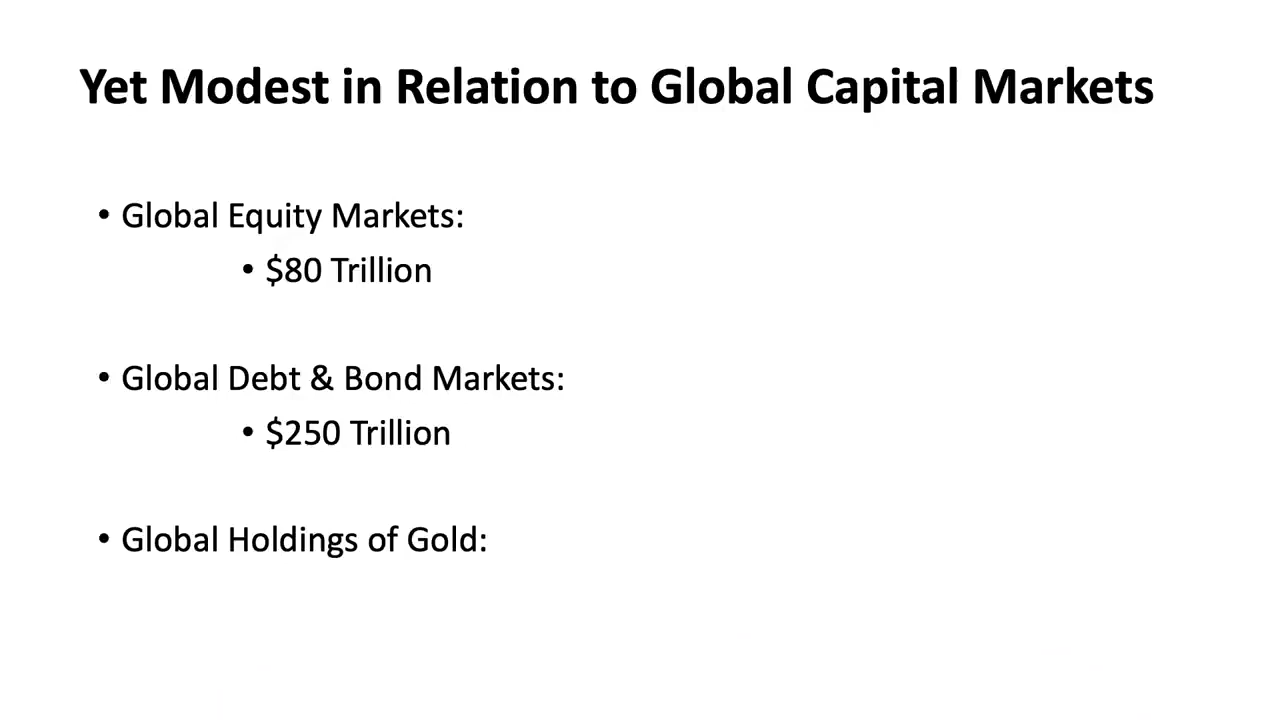 Yet Modest in Relation to Global Capital Markets
• Global Equity Markets:
• $80 Trillion
• Global Debt & Bond Markets:
• $250 Trillion
• Global Holdings of Gold: